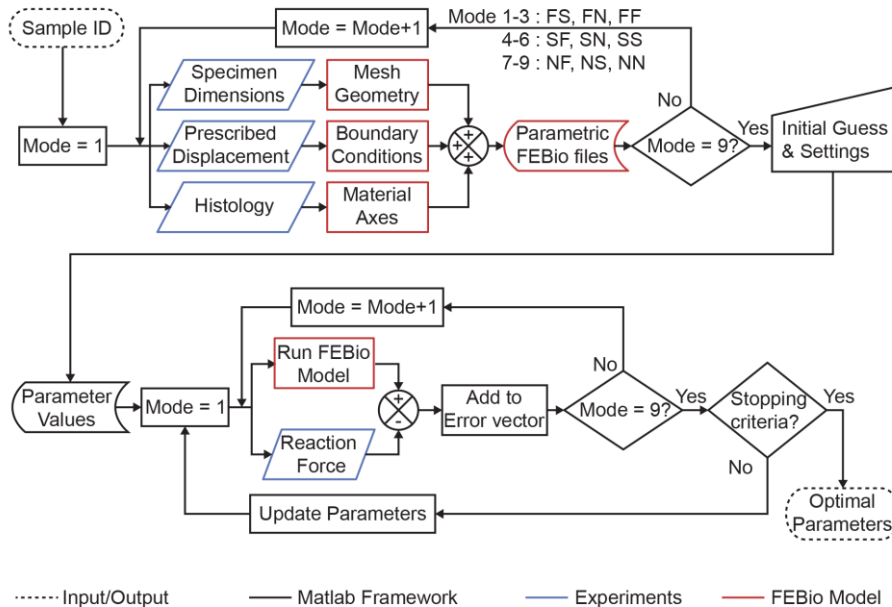 Sample ID
Mode = Mode+1
Mode 1-3 : FS, FN, FF
4-6 : SF, SN, SS
7-9 : NF, NS, NN
Specimen
Dimensions
Mesh
Geometry
No
Mode = 1
Prescribed
Displacement
Boundary
Conditions
+
+
+
Parametric
FEBio files
Mode = 9?
Yes
Initial Guess
& Settings
Histology
Material
Axes
Mode = Mode+1
Run FEBio
Model
No
Parameter
Values
Mode = 1
+
-
Add to
Error vector
Mode = 9?
Yes
Stopping
criteria?
Yes
Reaction
Force
No
Update Parameters
Optimal
Parameters
Input/Output
Matlab Framework
Experiments
FEBio Model